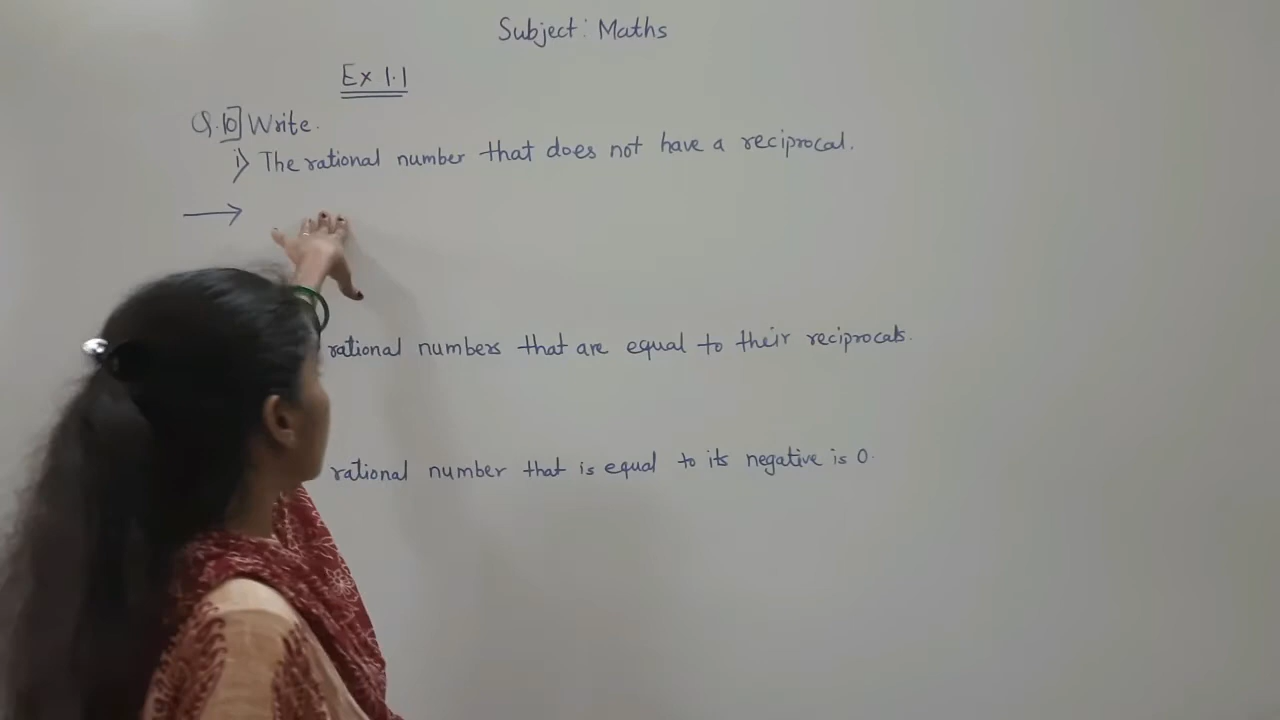 Subject: Maths
Ex 1.1
Q.10] Write.
i) The rational number that does not have a reciprocal.
rational numbers that are equal to their reciprocals.
rational number that is equal to its negative is 0.